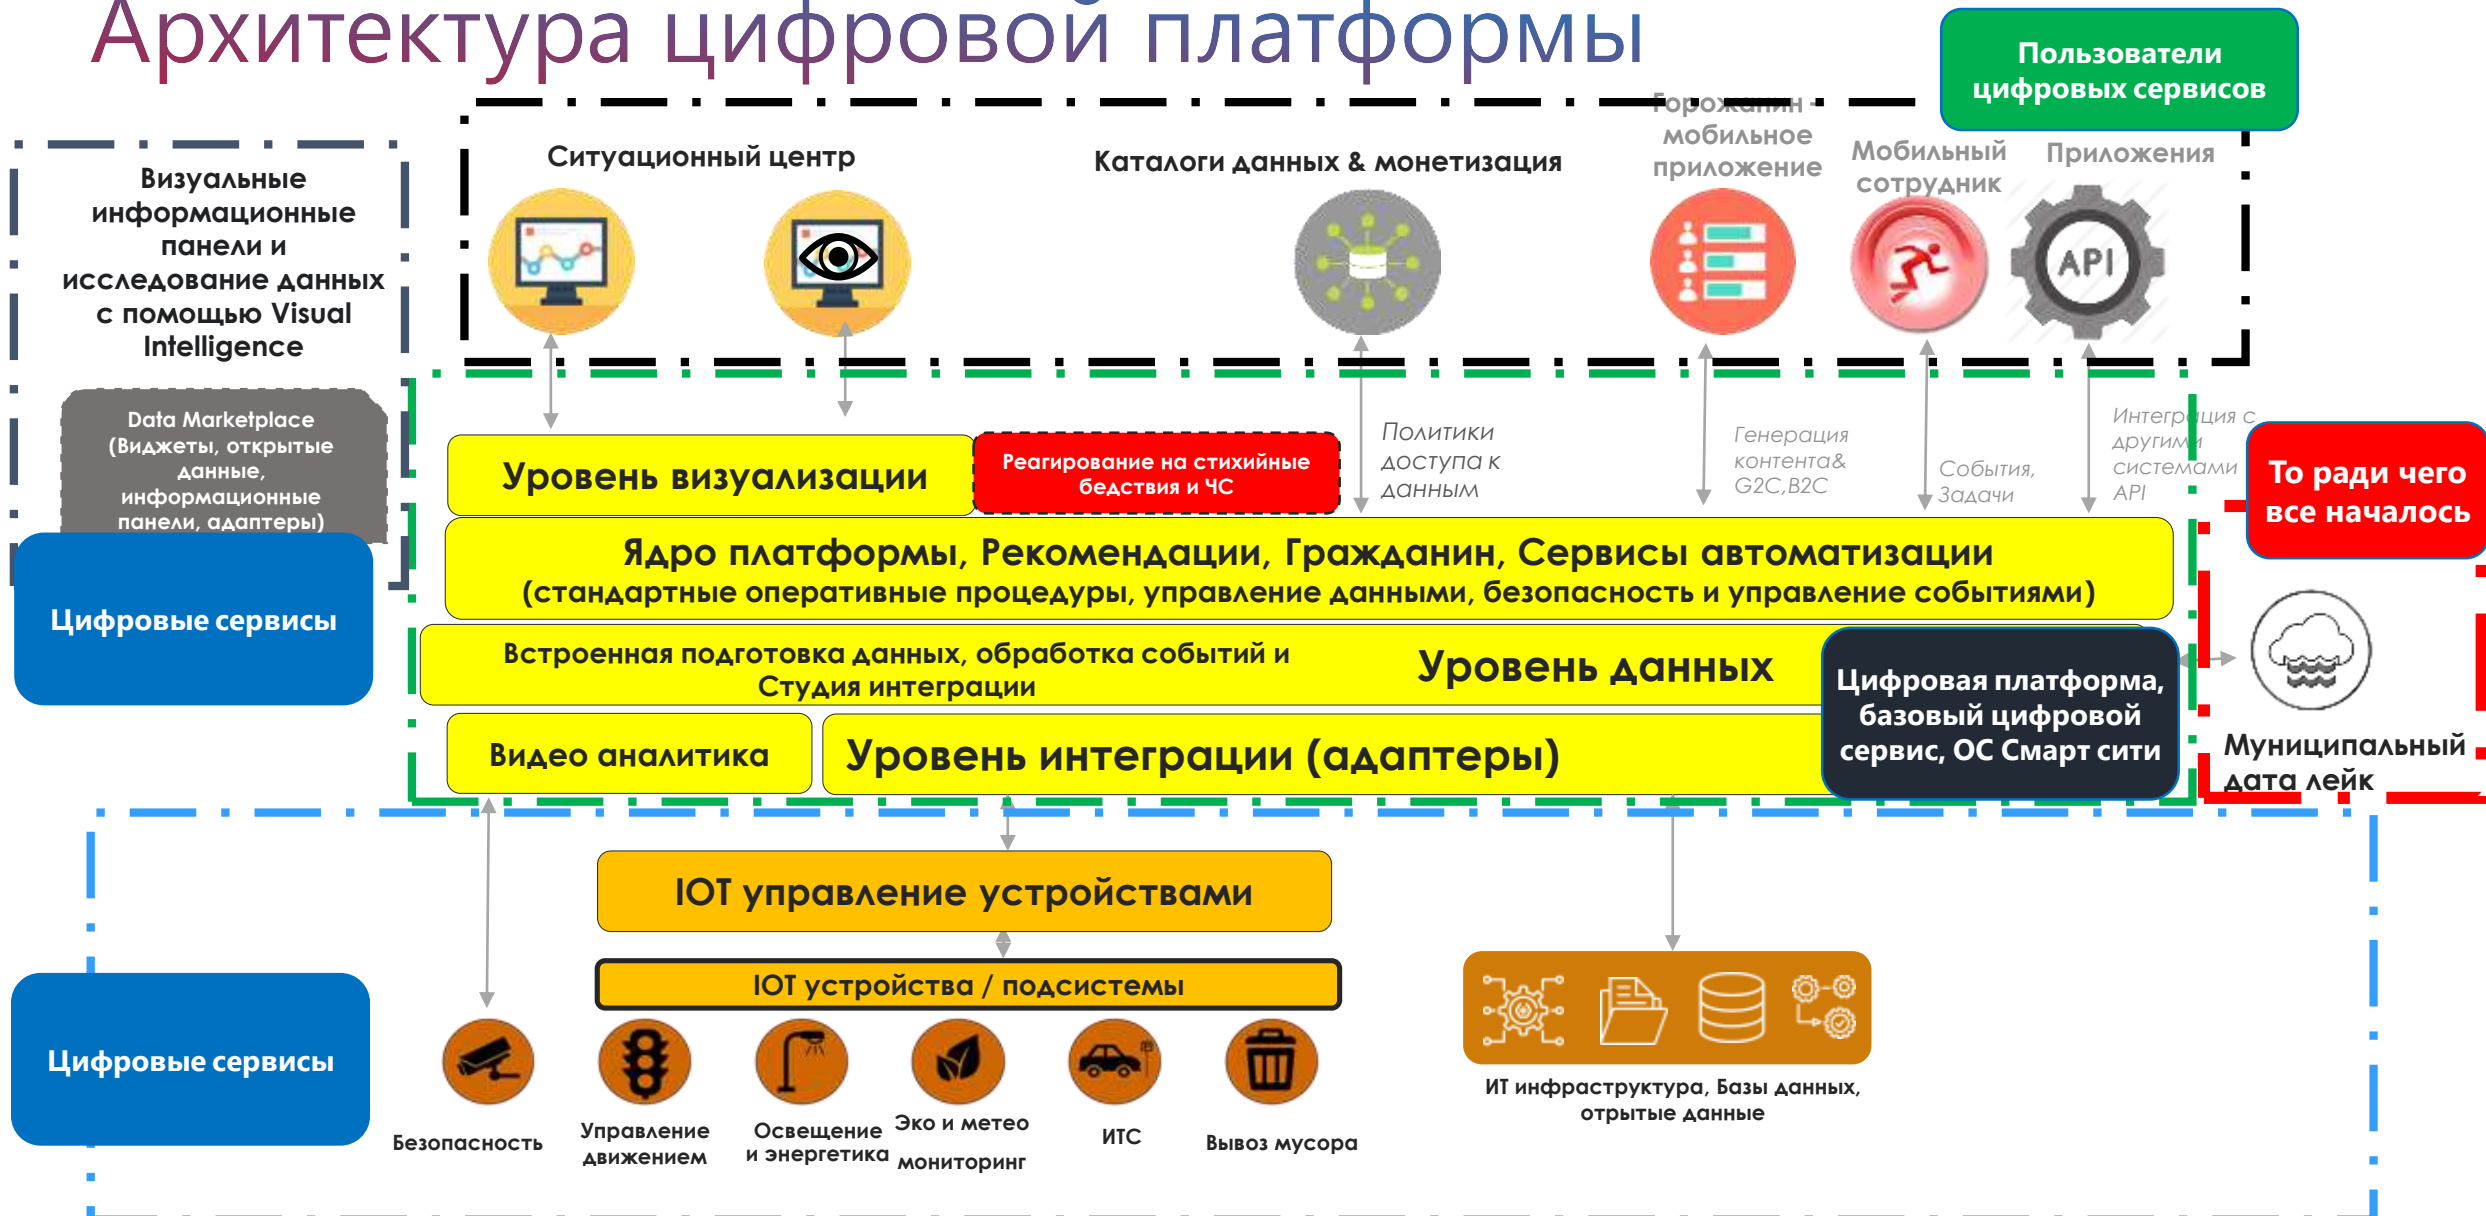 Архитектура цифровой платформы
Пользователи
цифровых сервисов
Визуальные
информационные
панели и
исследование данных
с помощью Visual
Intelligence
Ситуационный центр
Каталоги данных & монетизация
Горожанин -
мобильное
приложение
Мобильный
сотрудник
Приложения
API
Data Marketplace
(Виджеты, открытые
данные,
информационные
панели, адаптеры)
Цифровые сервисы
Уровень визуализации
Реагирование на стихийные
бедствия и ЧС
Политики
доступа к
данным
Генерация
контента&
G2C,B2C
События,
Задачи
Интеграция с
другими
системами
API
То ради чего
все началось
Ядро платформы, Рекомендации, Гражданин, Сервисы автоматизации
(стандартные оперативные процедуры, управление данными, безопасность и управление событиями)
Встроенная подготовка данных, обработка событий и
Студия интеграции
Уровень данных
Цифровая платформа,
базовый цифровой
сервис, ОС Смарт сити
Видео аналитика
Уровень интеграции (адаптеры)
Муниципальный
дата лейк
IOT управление устройствами
IOT устройства / подсистемы
Цифровые сервисы
Безопасность
Управление
движением
Освещение
и энергетика
Эко и метео
мониторинг
ИТС
Вывоз мусора
ИТ инфраструктура, Базы данных,
отрытые данные